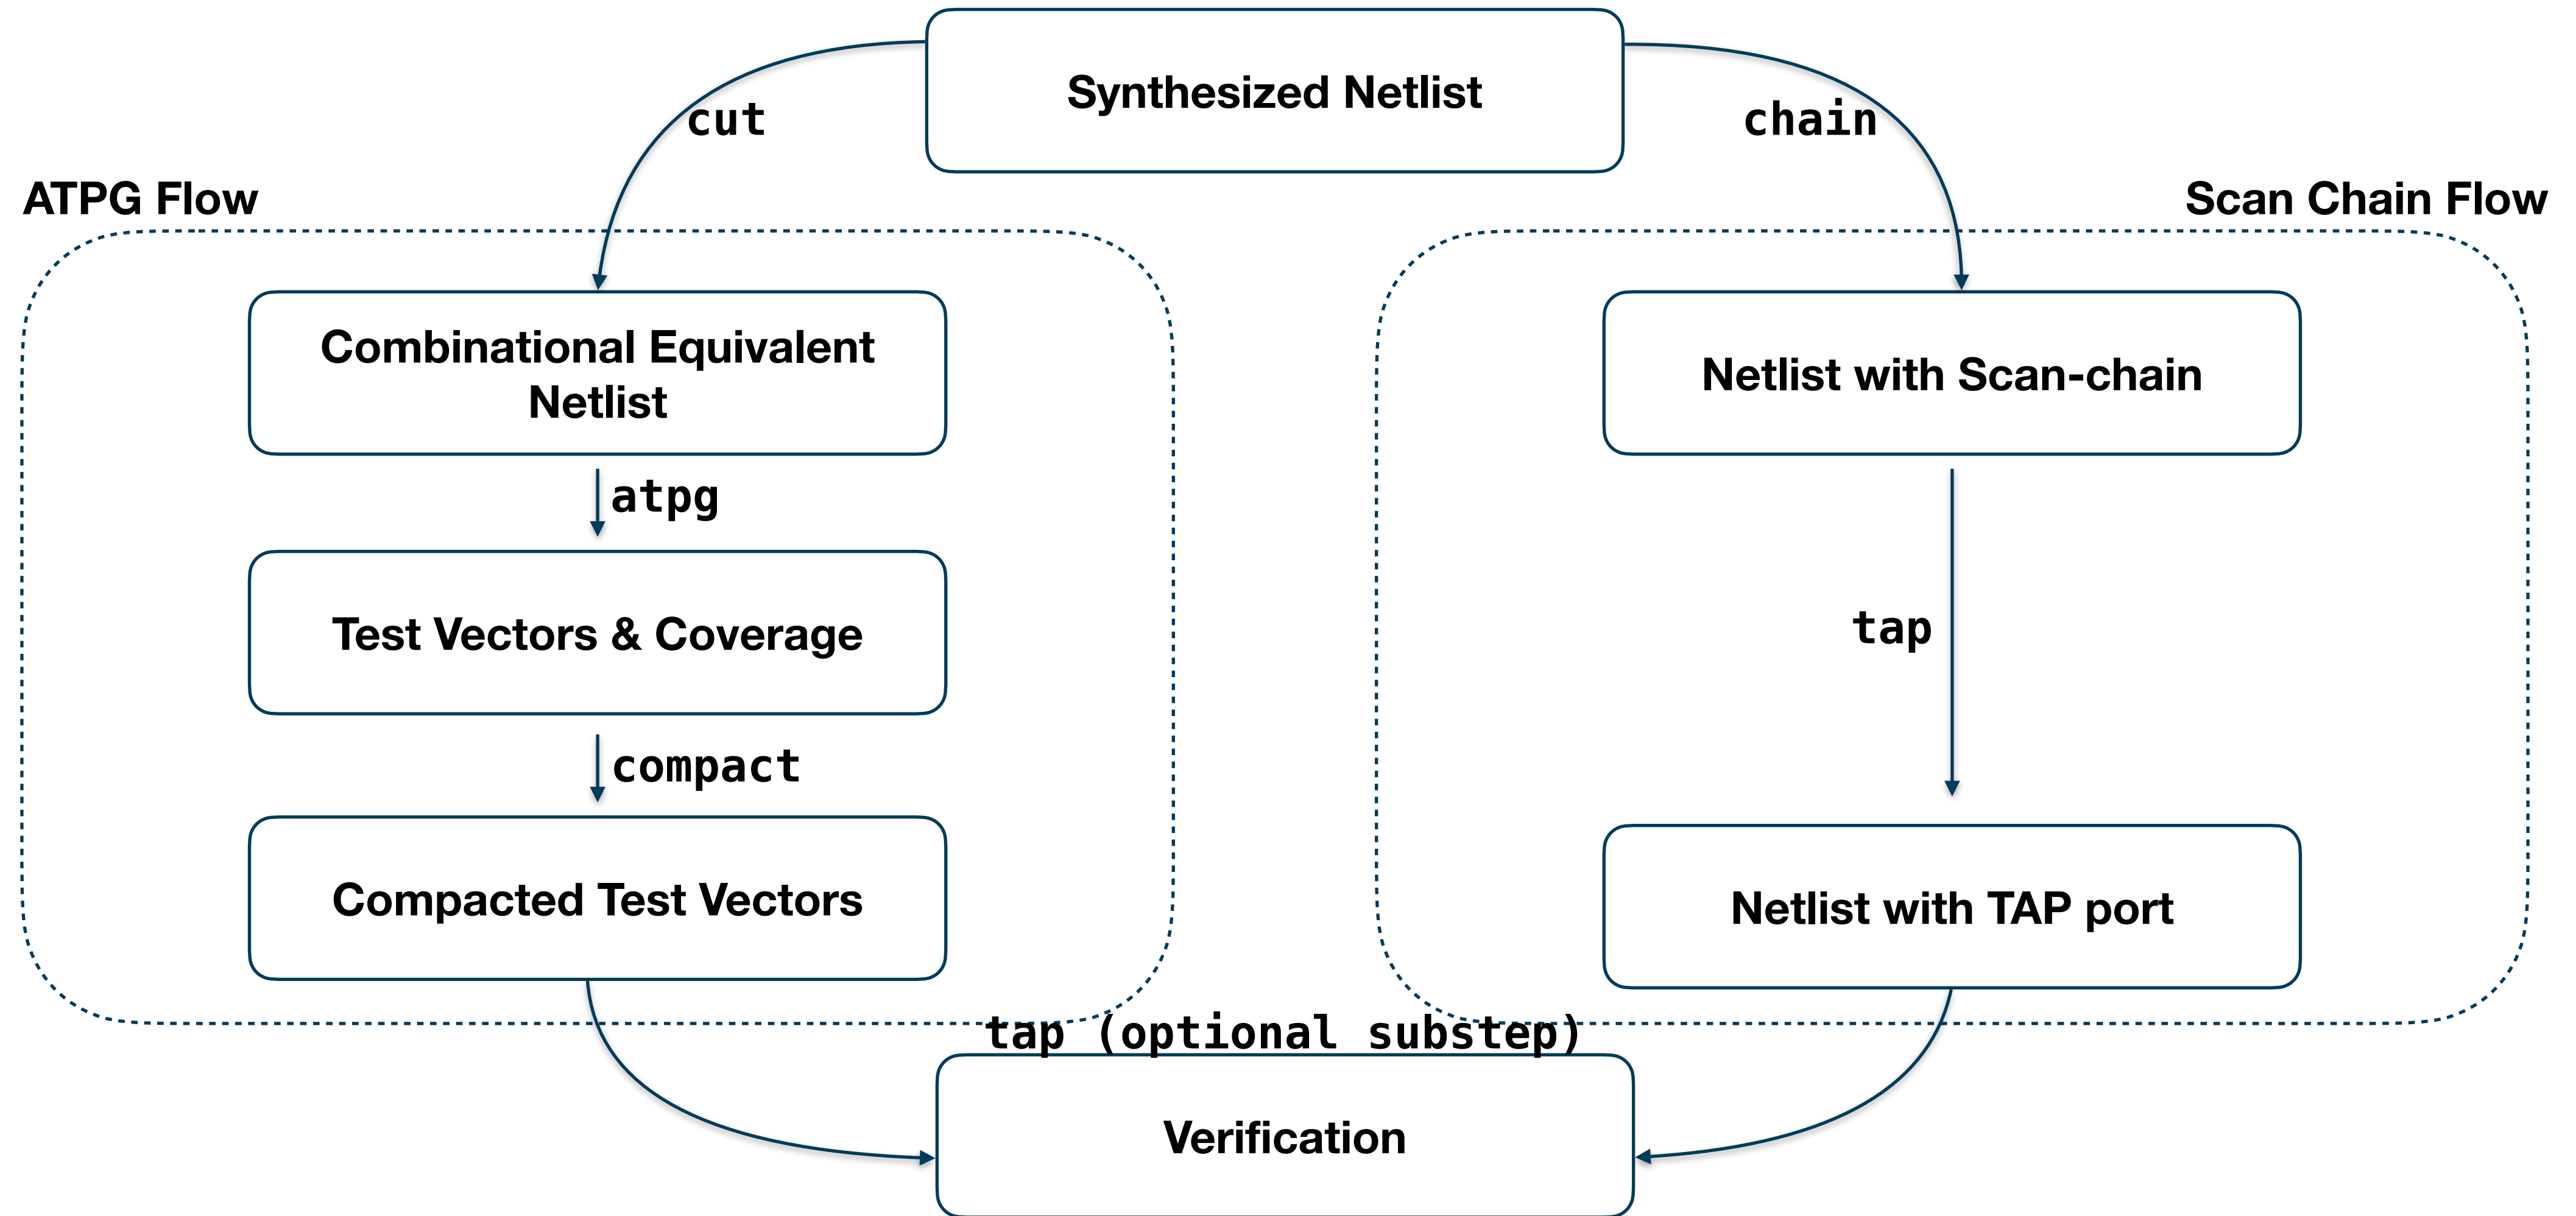 Synthesized Netlist
cut
chain
ATPG Flow
Scan Chain Flow
Combinational Equivalent
Netlist
Netlist with Scan-chain
atpg
Test Vectors & Coverage
tap
compact
Compacted Test Vectors
Netlist with TAP port
tap (optional substep)
Verification